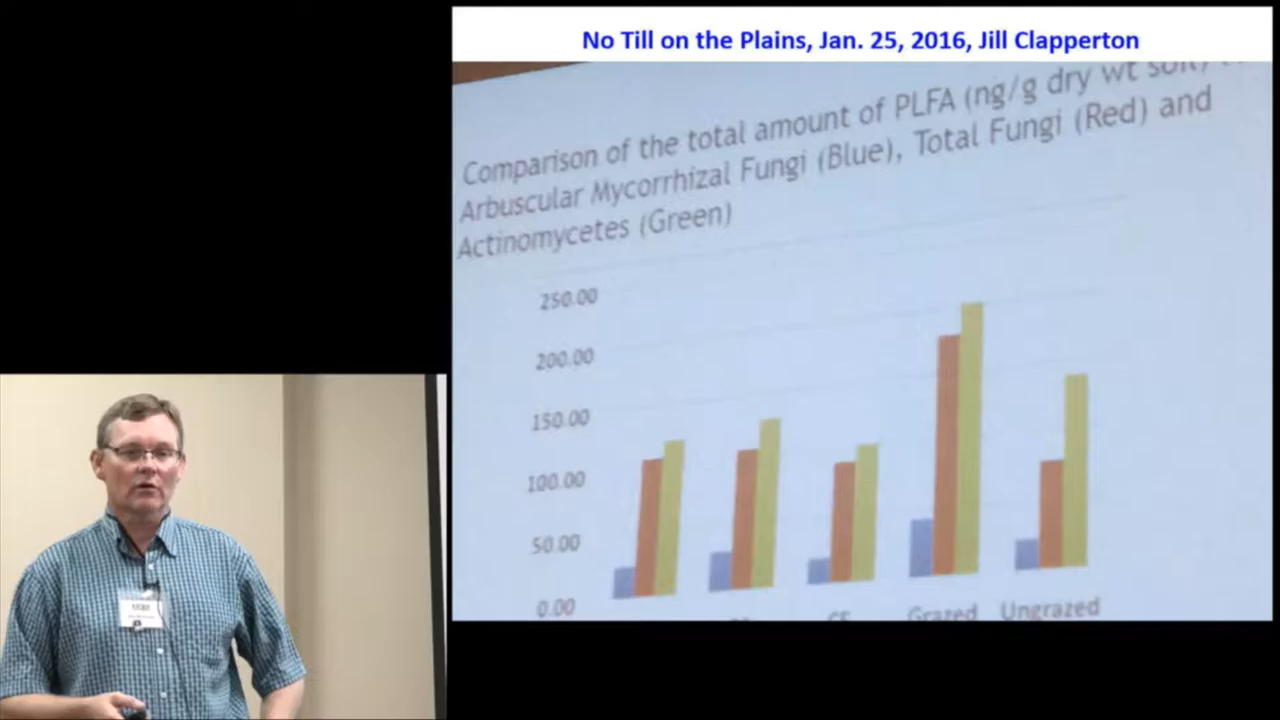 No Till on the Plains, Jan. 25, 2016, Jill Clapperton
Comparison of the total amount of PLFA (ng/g dry wt soil)
Arbuscular Mycorrhizal Fungi (Blue), Total Fungi (Red) and
Actinomycetes (Green)
250.00
200.00
150.00
100.00
50.00
0.00
Grazed Ungrazed